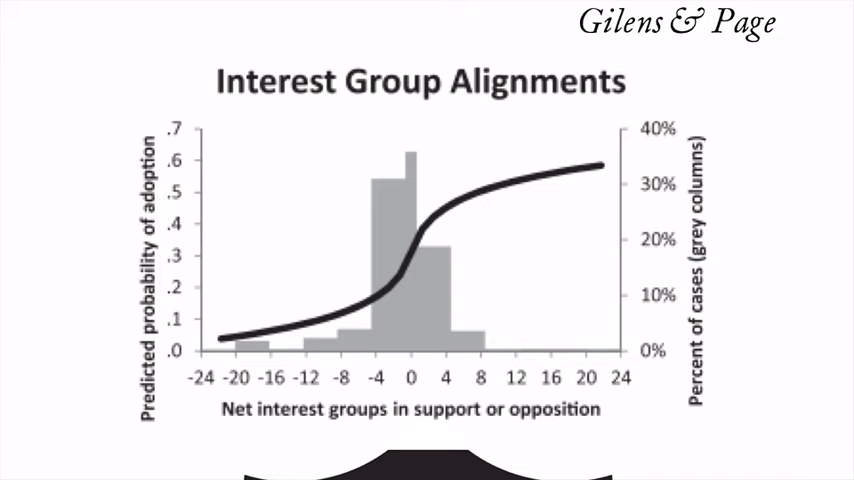 Gilens & Page
Interest Group Alignments
.7
.6
.5
.4
.3
.2
.1
.0
Predicted probability of adoption
40%
30%
20%
10%
0%
Percent of cases (grey columns)
-24 -20 -16 -12 -8 -4 0 4 8 12 16 20 24
Net interest groups in support or opposition